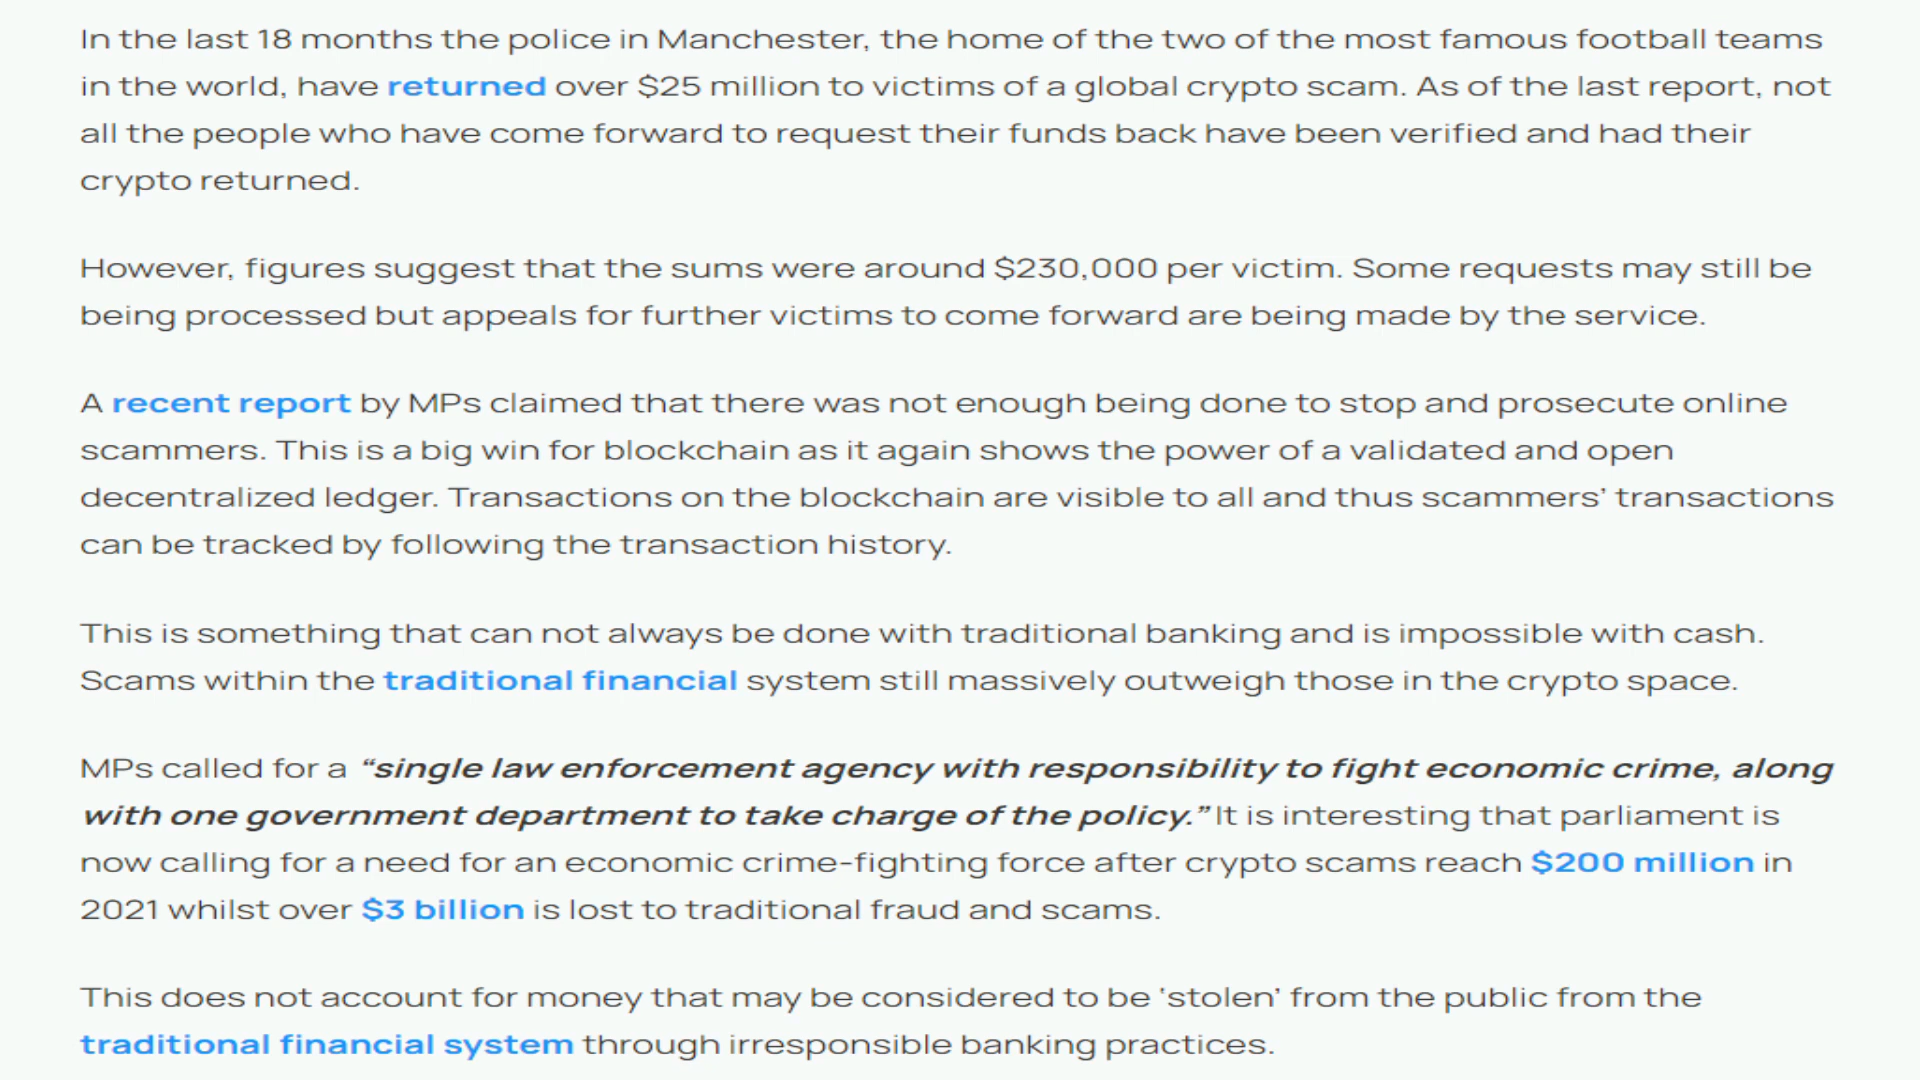 In the last 18 months the police in Manchester, the home of the two of the most famous football teams
in the world, have returned over $25 million to victims of a global crypto scam. As of the last report, not
all the people who have come forward to request their funds back have been verified and had their
crypto returned.
However, figures suggest that the sums were around $230,000 per victim. Some requests may still be
being processed but appeals for further victims to come forward are being made by the service.
A recent report by MPs claimed that there was not enough being done to stop and prosecute online
scammers. This is a big win for blockchain as it again shows the power of a validated and open
decentralized ledger. Transactions on the blockchain are visible to all and thus scammers’ transactions
can be tracked by following the transaction history.
This is something that can not always be done with traditional banking and is impossible with cash.
Scams within the traditional financial system still massively outweigh those in the crypto space.
MPs called for a “single law enforcement agency with responsibility to fight economic crime, along
with one government department to take charge of the policy.” It is interesting that parliament is
now calling for a need for an economic crime-fighting force after crypto scams reach $200 million in
2021 whilst over $3 billion is lost to traditional fraud and scams.
This does not account for money that may be considered to be ‘stolen’ from the public from the
traditional financial system through irresponsible banking practices.